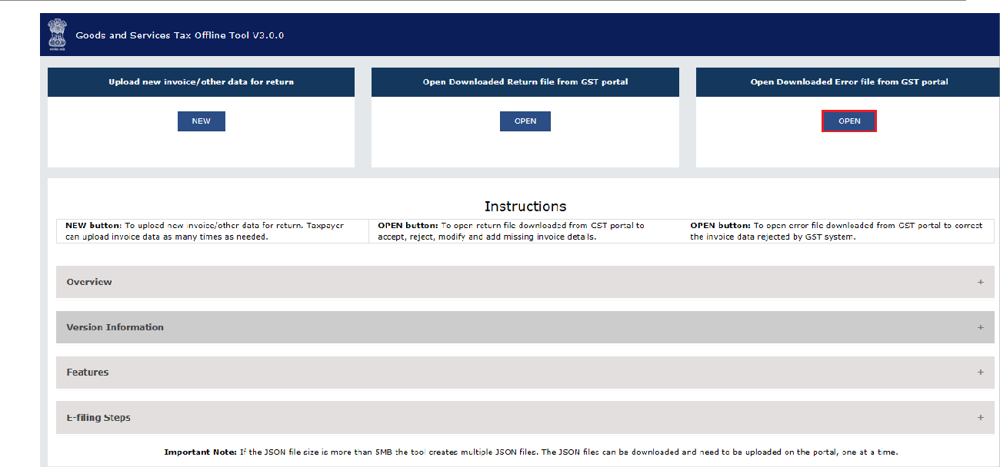 Goods and Services Tax Offline Tool V3.0.0
Upload new invoice/other data for return
Open Downloaded Return file from GST portal
Open Downloaded Error file from GST portal
NEW
OPEN
OPEN
Instructions
NEW button: To upload new invoice/other data for return. Taxpayer
can upload invoice data as many times as needed.
OPEN button: To open return file downloaded from GST portal to
accept, reject, modify and add missing invoice details.
OPEN button: To open error file downloaded from GST portal to correct
the invoice data rejected by GST system.
Overview +
Version Information +
Features +
E-filing Steps +
Important Note: If the JSON file size is more than 5MB the tool creates multiple JSON files. The JSON files can be downloaded and need to be uploaded on the portal, one at a time.